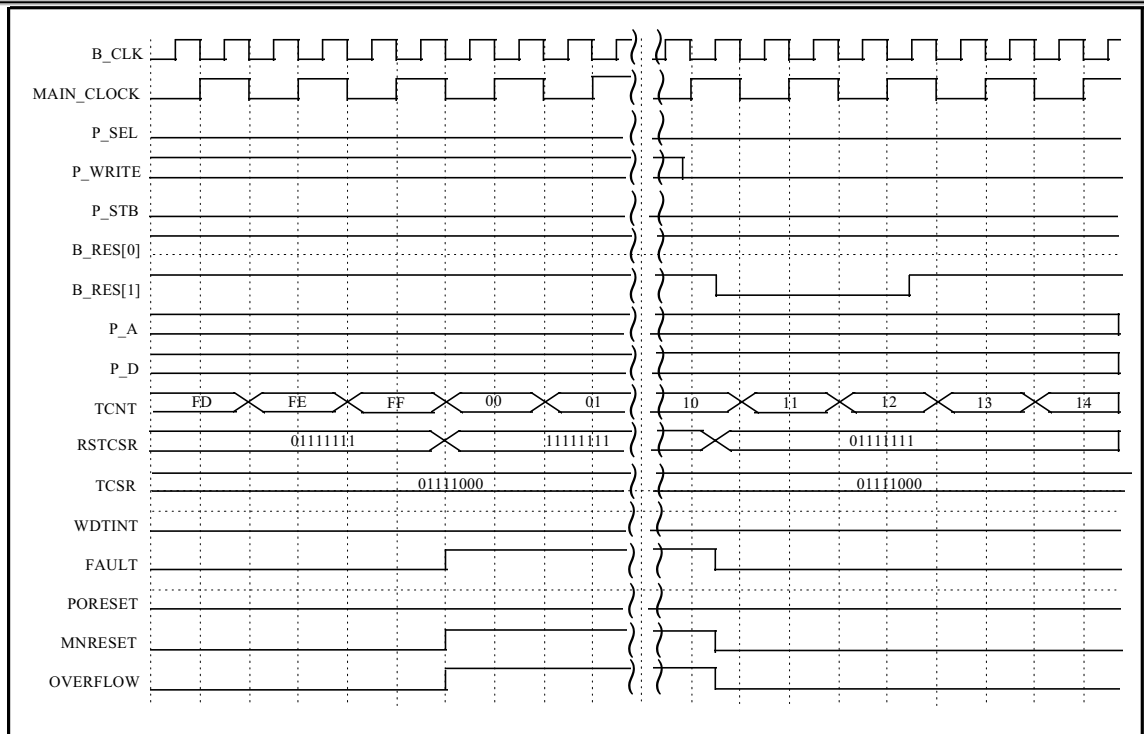 B_CLK
MAIN_CLOCK
P_SEL
P_WRITE
P_STB
B_RES[0]
B_RES[1]
P_A
P_D
TCNT FD FE FF 00 01 10 11 12 13 14
RSTCSR 01111111 11111111 01111111
TCSR 01111000 01111000
WDTINT
FAULT
PORESET
MNRESET
OVERFLOW